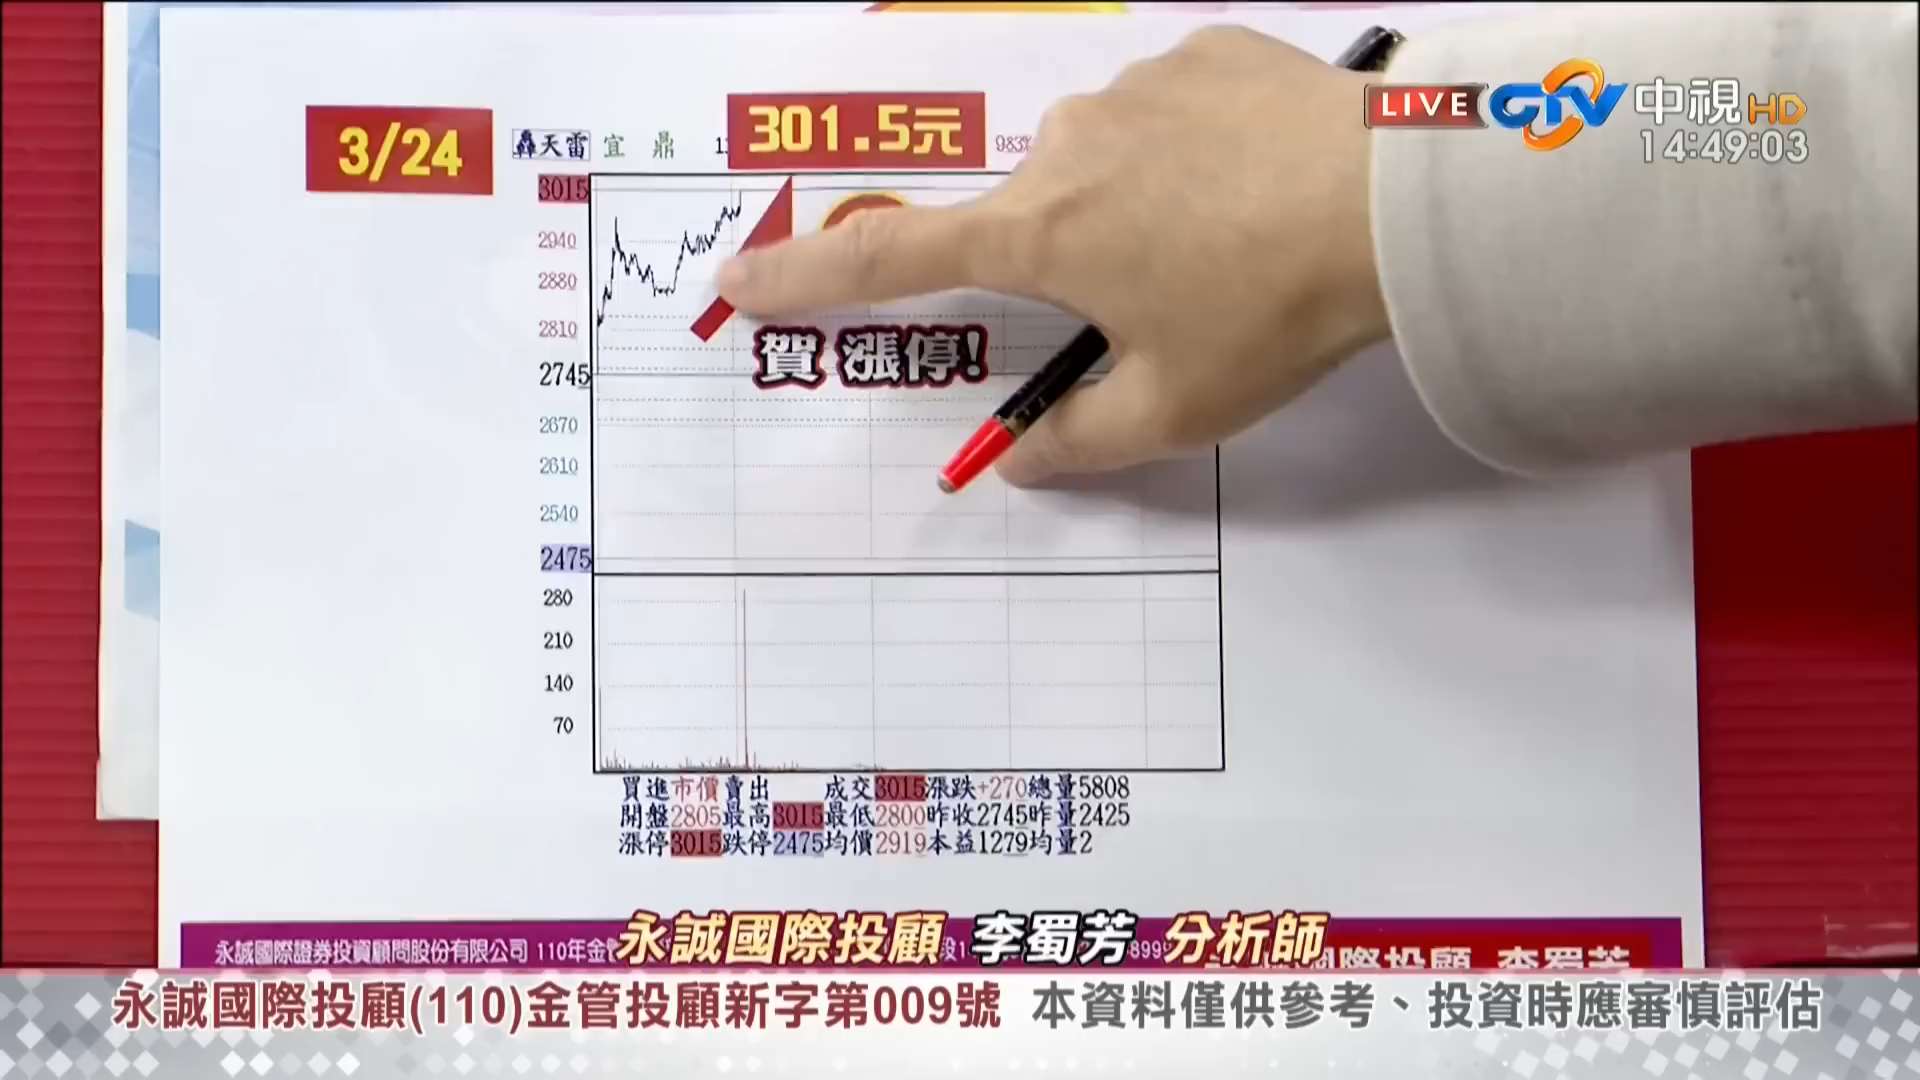 LIVE CTV 中視 HD
14:49:03
3/24
轟天雷 宜鼎
301.5元
983%
3015
2940
2880
2810
2745
2670
2610
2540
2475
賀 漲停!
280
210
140
70
買進市價賣出 成交3015漲跌+270總量5808
開盤2805最高3015最低2800昨收2745昨量2425
漲停3015跌停2475均價2919本益1279均量2
永誠國際投顧 李蜀芳 分析師
永誠國際證券投資顧問股份有限公司 110年金
永誠國際投顧(110)金管投顧新字第009號 本資料僅供參考、投資時應審慎評估